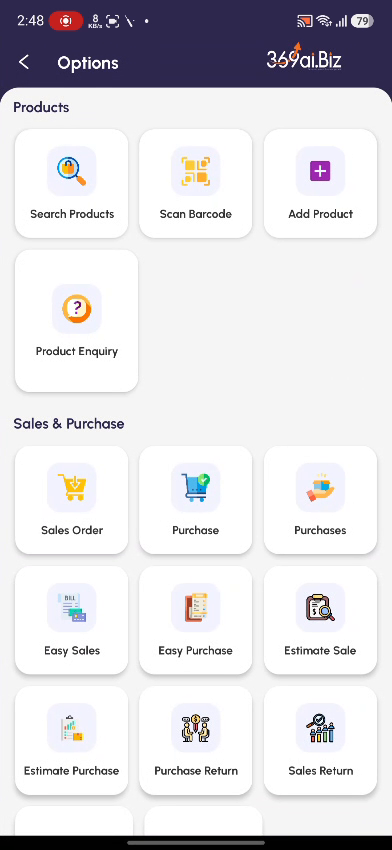 2:48 8 KB/s 79
Options 369ai.Biz
Products
Search Products Scan Barcode Add Product
Product Enquiry
Sales & Purchase
Sales Order Purchase Purchases
BILL
Easy Sales Easy Purchase Estimate Sale
Estimate Purchase Purchase Return Sales Return